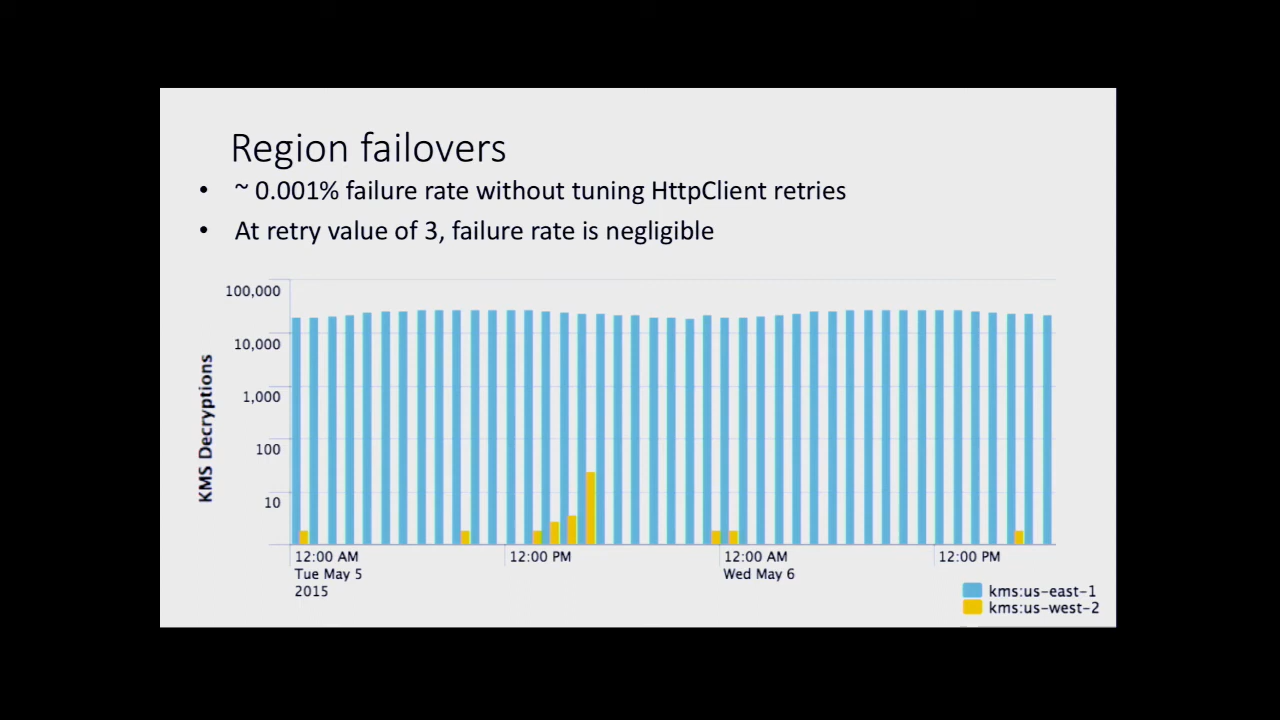 Region failovers
• ~ 0.001% failure rate without tuning HttpClient retries
• At retry value of 3, failure rate is negligible
KMS Decryptions
100,000
10,000
1,000
100
10
12:00 AM
Tue May 5
2015
12:00 PM
12:00 AM
Wed May 6
12:00 PM
kms:us-east-1
kms:us-west-2